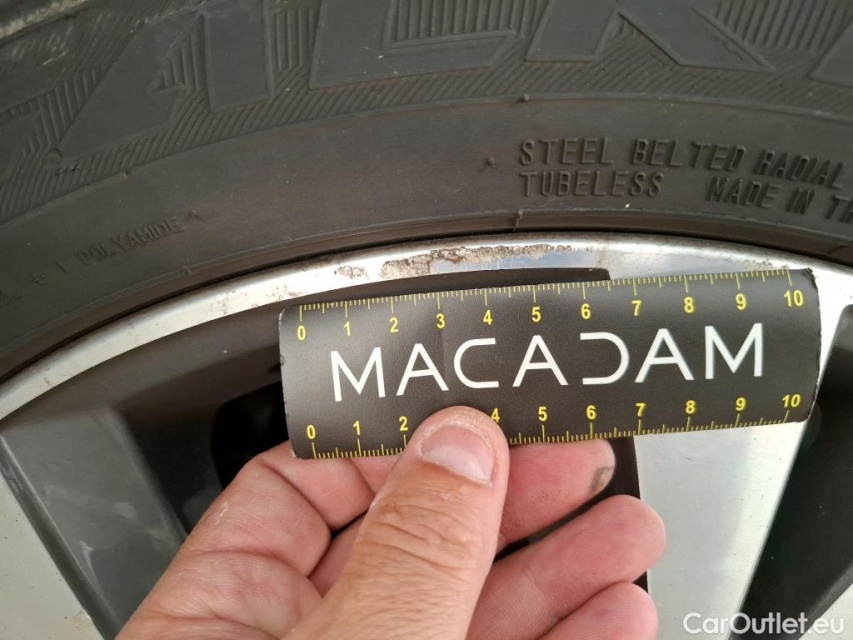 STEEL BELTED RADIAL
TUBELESS MADE IN
+ 1 POLYAMIDE
0 1 2 3 4 5 6 7 8 9 10
MACADAM
0 1 2 4 5 6 7 8 9 10
CarOutlet.eu